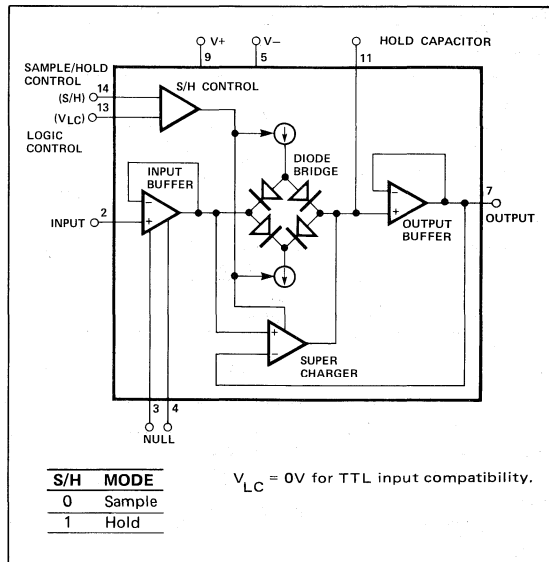 V+
V−
HOLD CAPACITOR
9
5
11
SAMPLE/HOLD
CONTROL
14
(S/H)
13
(VLC)
LOGIC
CONTROL
S/H CONTROL
DIODE
BRIDGE
INPUT
BUFFER
−
+
2
INPUT
−
+
7
OUTPUT
OUTPUT
BUFFER
+
−
SUPER
CHARGER
3 4
NULL
S/H MODE
0 Sample
1 Hold
VLC = 0V for TTL input compatibility.